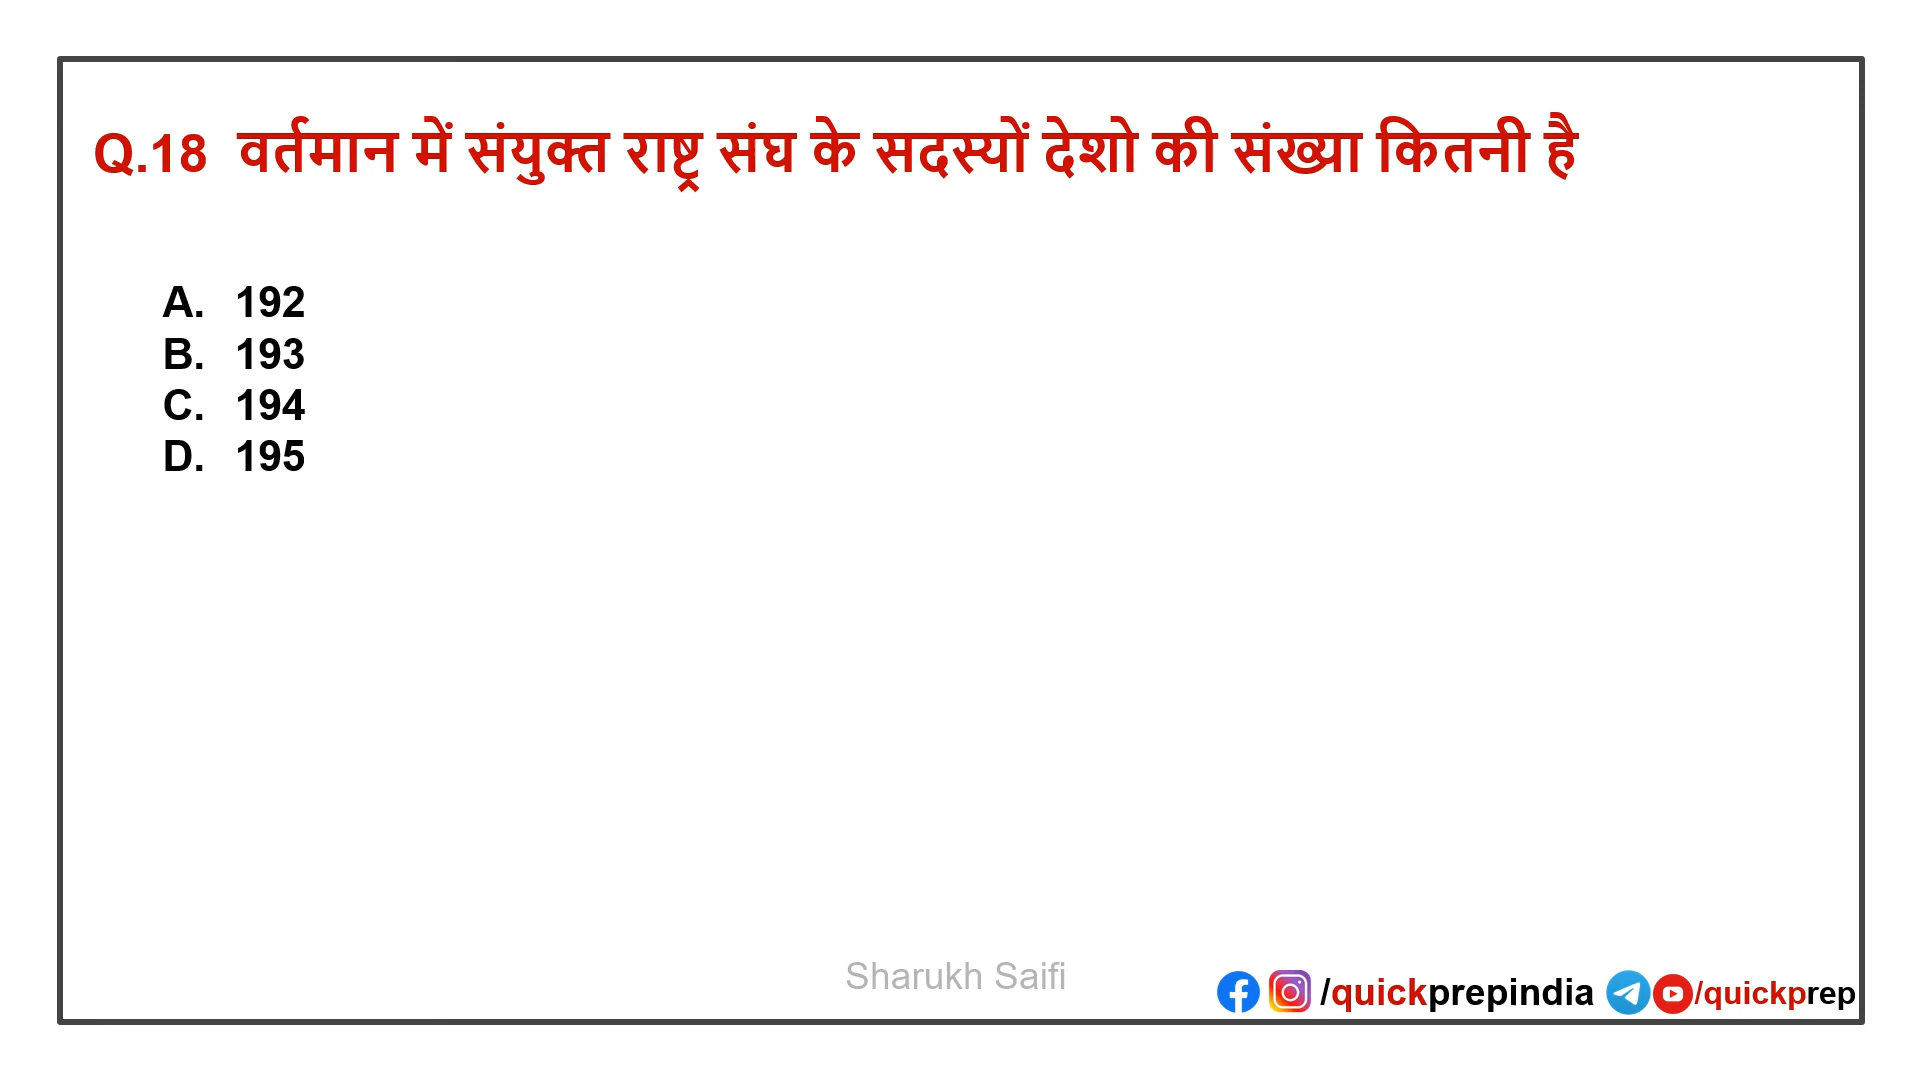 Q.18 वर्तमान में संयुक्त राष्ट्र संघ के सदस्यों देशो की संख्या कितनी है
A. 192
B. 193
C. 194
D. 195
Sharukh Saifi
/quickprepindia /quickprep